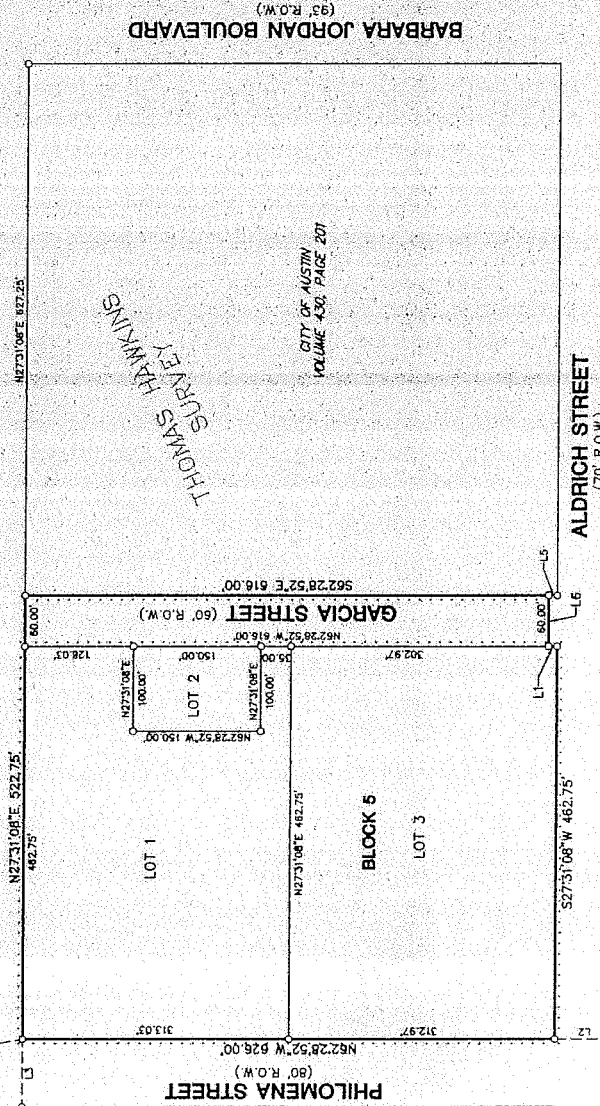 BARBARA JORDAN BOULEVARD
(93' R.O.W.)
N27°31'08"E 627.25'
THOMAS HAWKINS
SURVEY
CITY OF AUSTIN
VOLUME 430, PAGE 201
ALDRICH STREET
(70' R.O.W.)
S62°28'52"E 616.00'
60.00'
GARCIA STREET (60' R.O.W.)
60.00'
L5
L6
N62°28'52"W 616.00'
128.03'
150.00'
35.00'
302.97'
L1
N27°31'08"E 522.75'
462.75'
N27°31'08"E
100.00'
LOT 2
N27°31'08"E
100.00'
N62°28'52"W 150.00'
LOT 1
N27°31'08"E 462.75'
BLOCK 5
LOT 3
S27°31'08"W 462.75'
313.03'
312.97'
N62°28'52"W 626.00'
L2
(80' R.O.W.)
PHILOMENA STREET